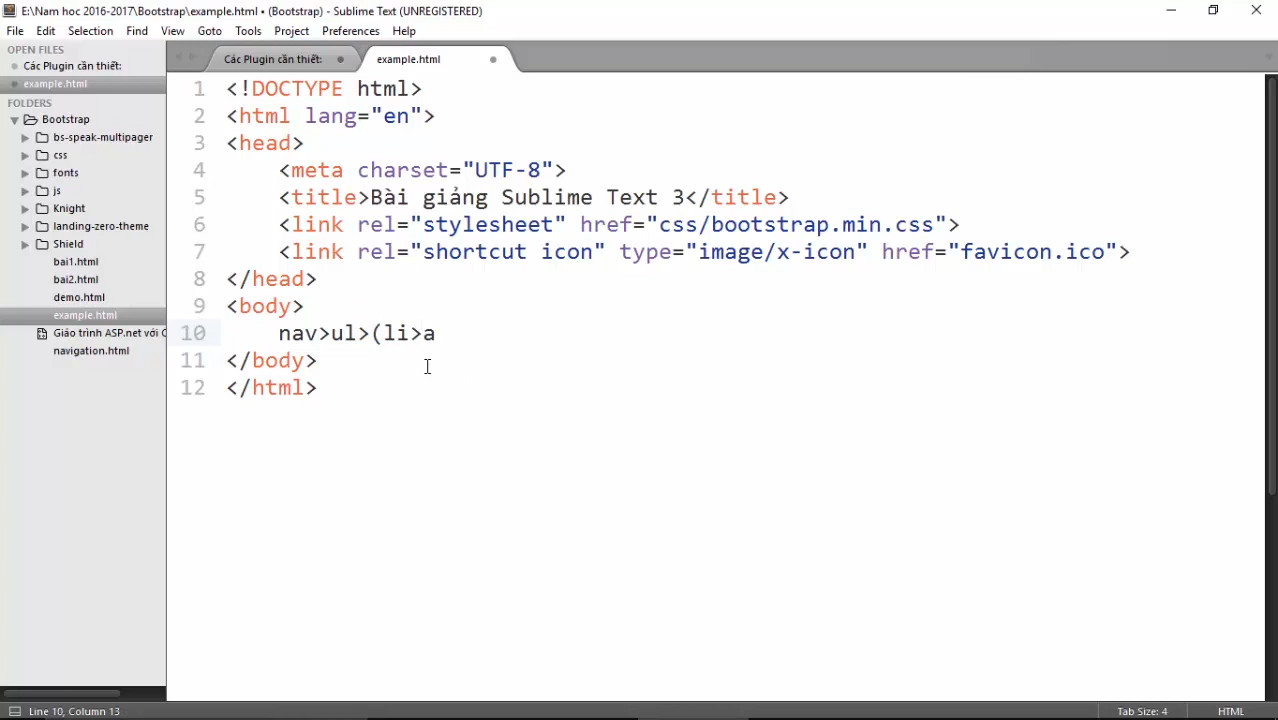 E:\Nam hoc 2016-2017\Bootstrap\example.html • (Bootstrap) - Sublime Text (UNREGISTERED)
File Edit Selection Find View Goto Tools Project Preferences Help
OPEN FILES
Các Plugin cần thiết:
example.html
FOLDERS
Bootstrap
bs-speak-multipager
css
fonts
js
Knight
landing-zero-theme
Shield
bai1.html
bai2.html
demo.html
example.html
Giáo trình ASP.net với C
navigation.html
Các Plugin cần thiết:
example.html
1 <!DOCTYPE html>
2 <html lang="en">
3 <head>
4 <meta charset="UTF-8">
5 <title>Bài giảng Sublime Text 3</title>
6 <link rel="stylesheet" href="css/bootstrap.min.css">
7 <link rel="shortcut icon" type="image/x-icon" href="favicon.ico">
8 </head>
9 <body>
10 nav>ul>(li>a
11 </body>
12 </html>
Line 10, Column 13
Tab Size: 4
HTML